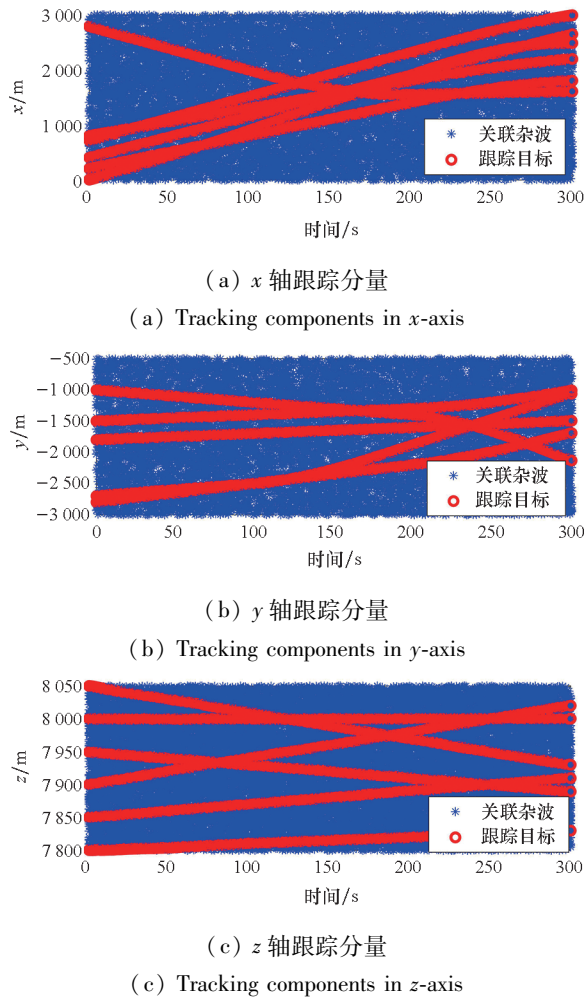 3 000
2 000
1 000
0
x/m
关联杂波
跟踪目标
0 50 100 150 200 250 300
时间/s
(a) x 轴跟踪分量
(a) Tracking components in x-axis
-500
-1 000
-1 500
-2 000
-2 500
-3 000
y/m
关联杂波
跟踪目标
0 50 100 150 200 250 300
时间/s
(b) y 轴跟踪分量
(b) Tracking components in y-axis
8 050
8 000
7 950
7 900
7 850
7 800
z/m
关联杂波
跟踪目标
0 50 100 150 200 250 300
时间/s
(c) z 轴跟踪分量
(c) Tracking components in z-axis